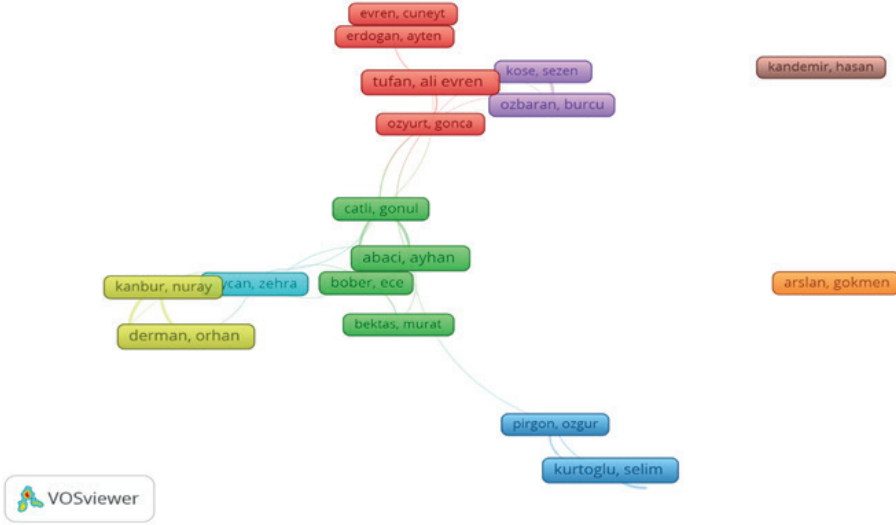 evren, cuneyt
erdogan, ayten
tufan, ali evren
kose, sezen
ozbaran, burcu
kandemir, hasan
ozyurt, gonca
catli, gonul
abaci, ayhan
kanbur, nuray
zehra
bober, ece
arslan, gokmen
derman, orhan
bektas, murat
pirgon, ozgur
kurtoglu, selim
VOSviewer